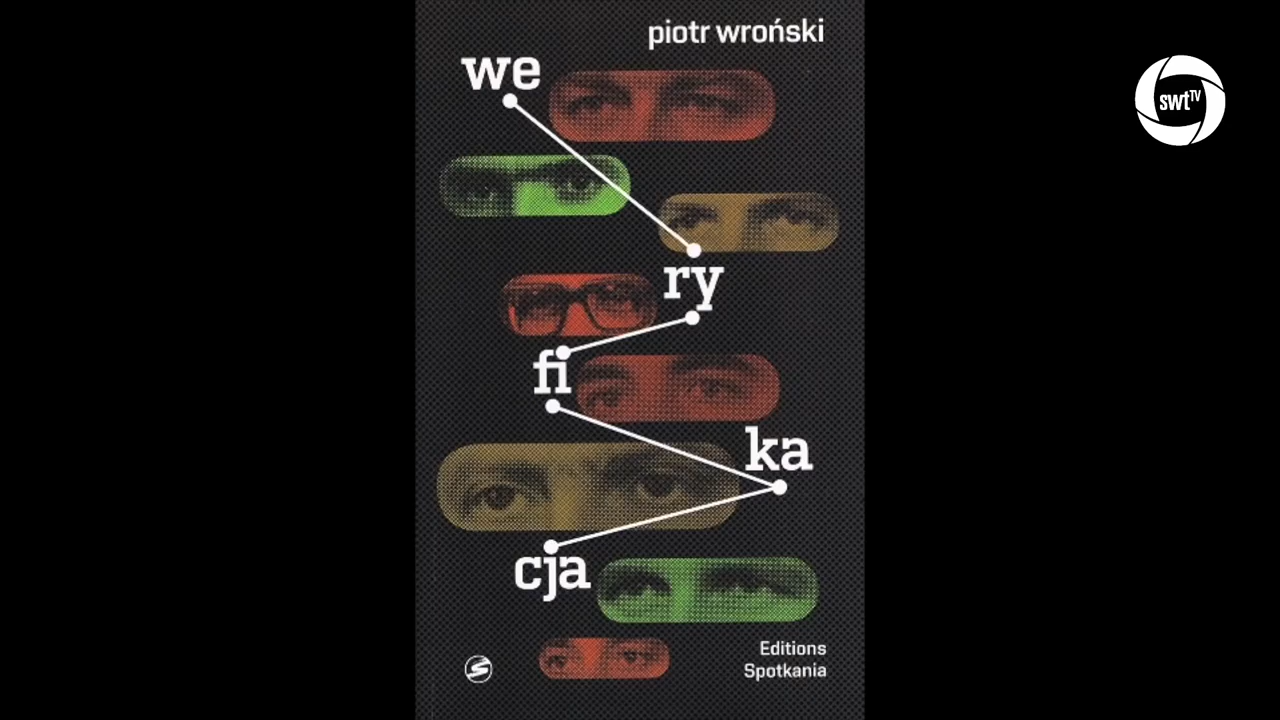 piotr wroński
we
ry
fi
ka
cja
Editions
Spotkania
swtTV